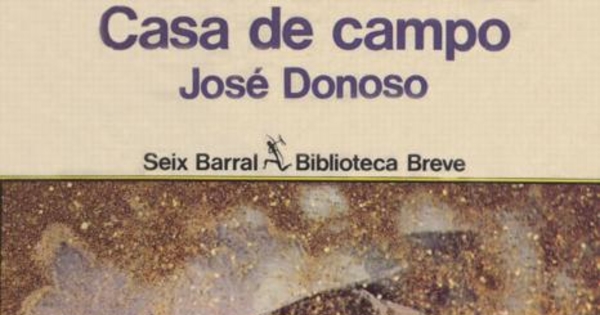 Casa de campo
José Donoso
Seix Barral Biblioteca Breve